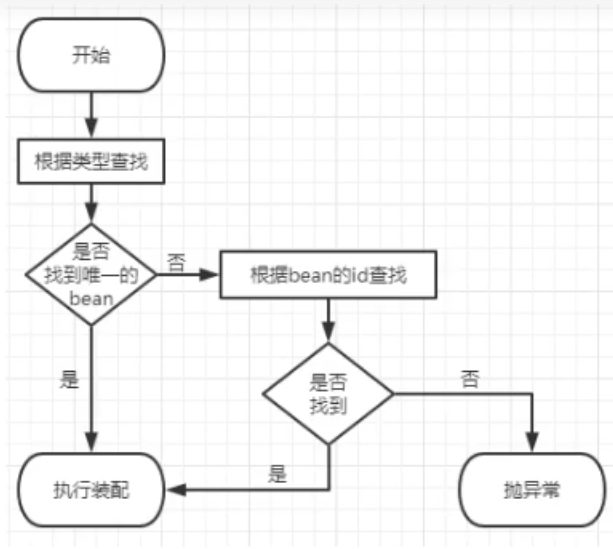 开始
根据类型查找
是否
找到唯一的
bean
否
根据bean的id查找
是
是否
找到
否
执行装配
是
抛异常